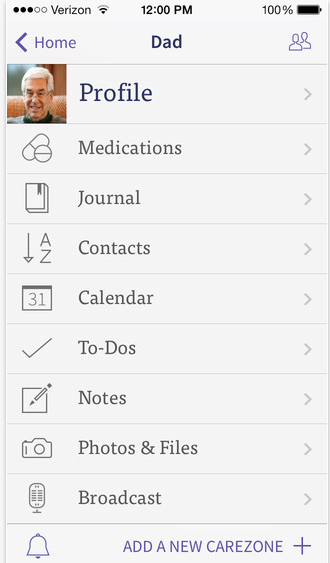 Verizon 12:00 PM 100%
Home Dad
Profile
Medications
Journal
A
Z
Contacts
31
Calendar
To-Dos
Notes
Photos & Files
Broadcast
ADD A NEW CAREZONE